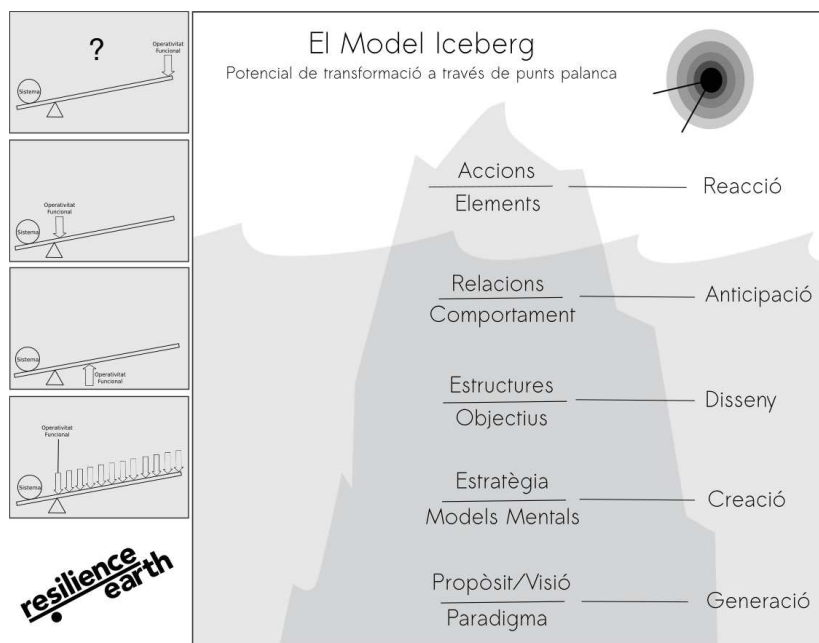 ?
Operativitat
Funcional
Sistema
Operativitat
Funcional
Sistema
Sistema
Operativitat
Funcional
Operativitat
Funcional
Sistema
resilience
earth
El Model Iceberg
Potencial de transformació a través de punts palanca
Accions
Elements
Reacció
Relacions
Comportament
Anticipació
Estructures
Objectius
Disseny
Estratègia
Models Mentals
Creació
Propòsit/Visió
Paradigma
Generació